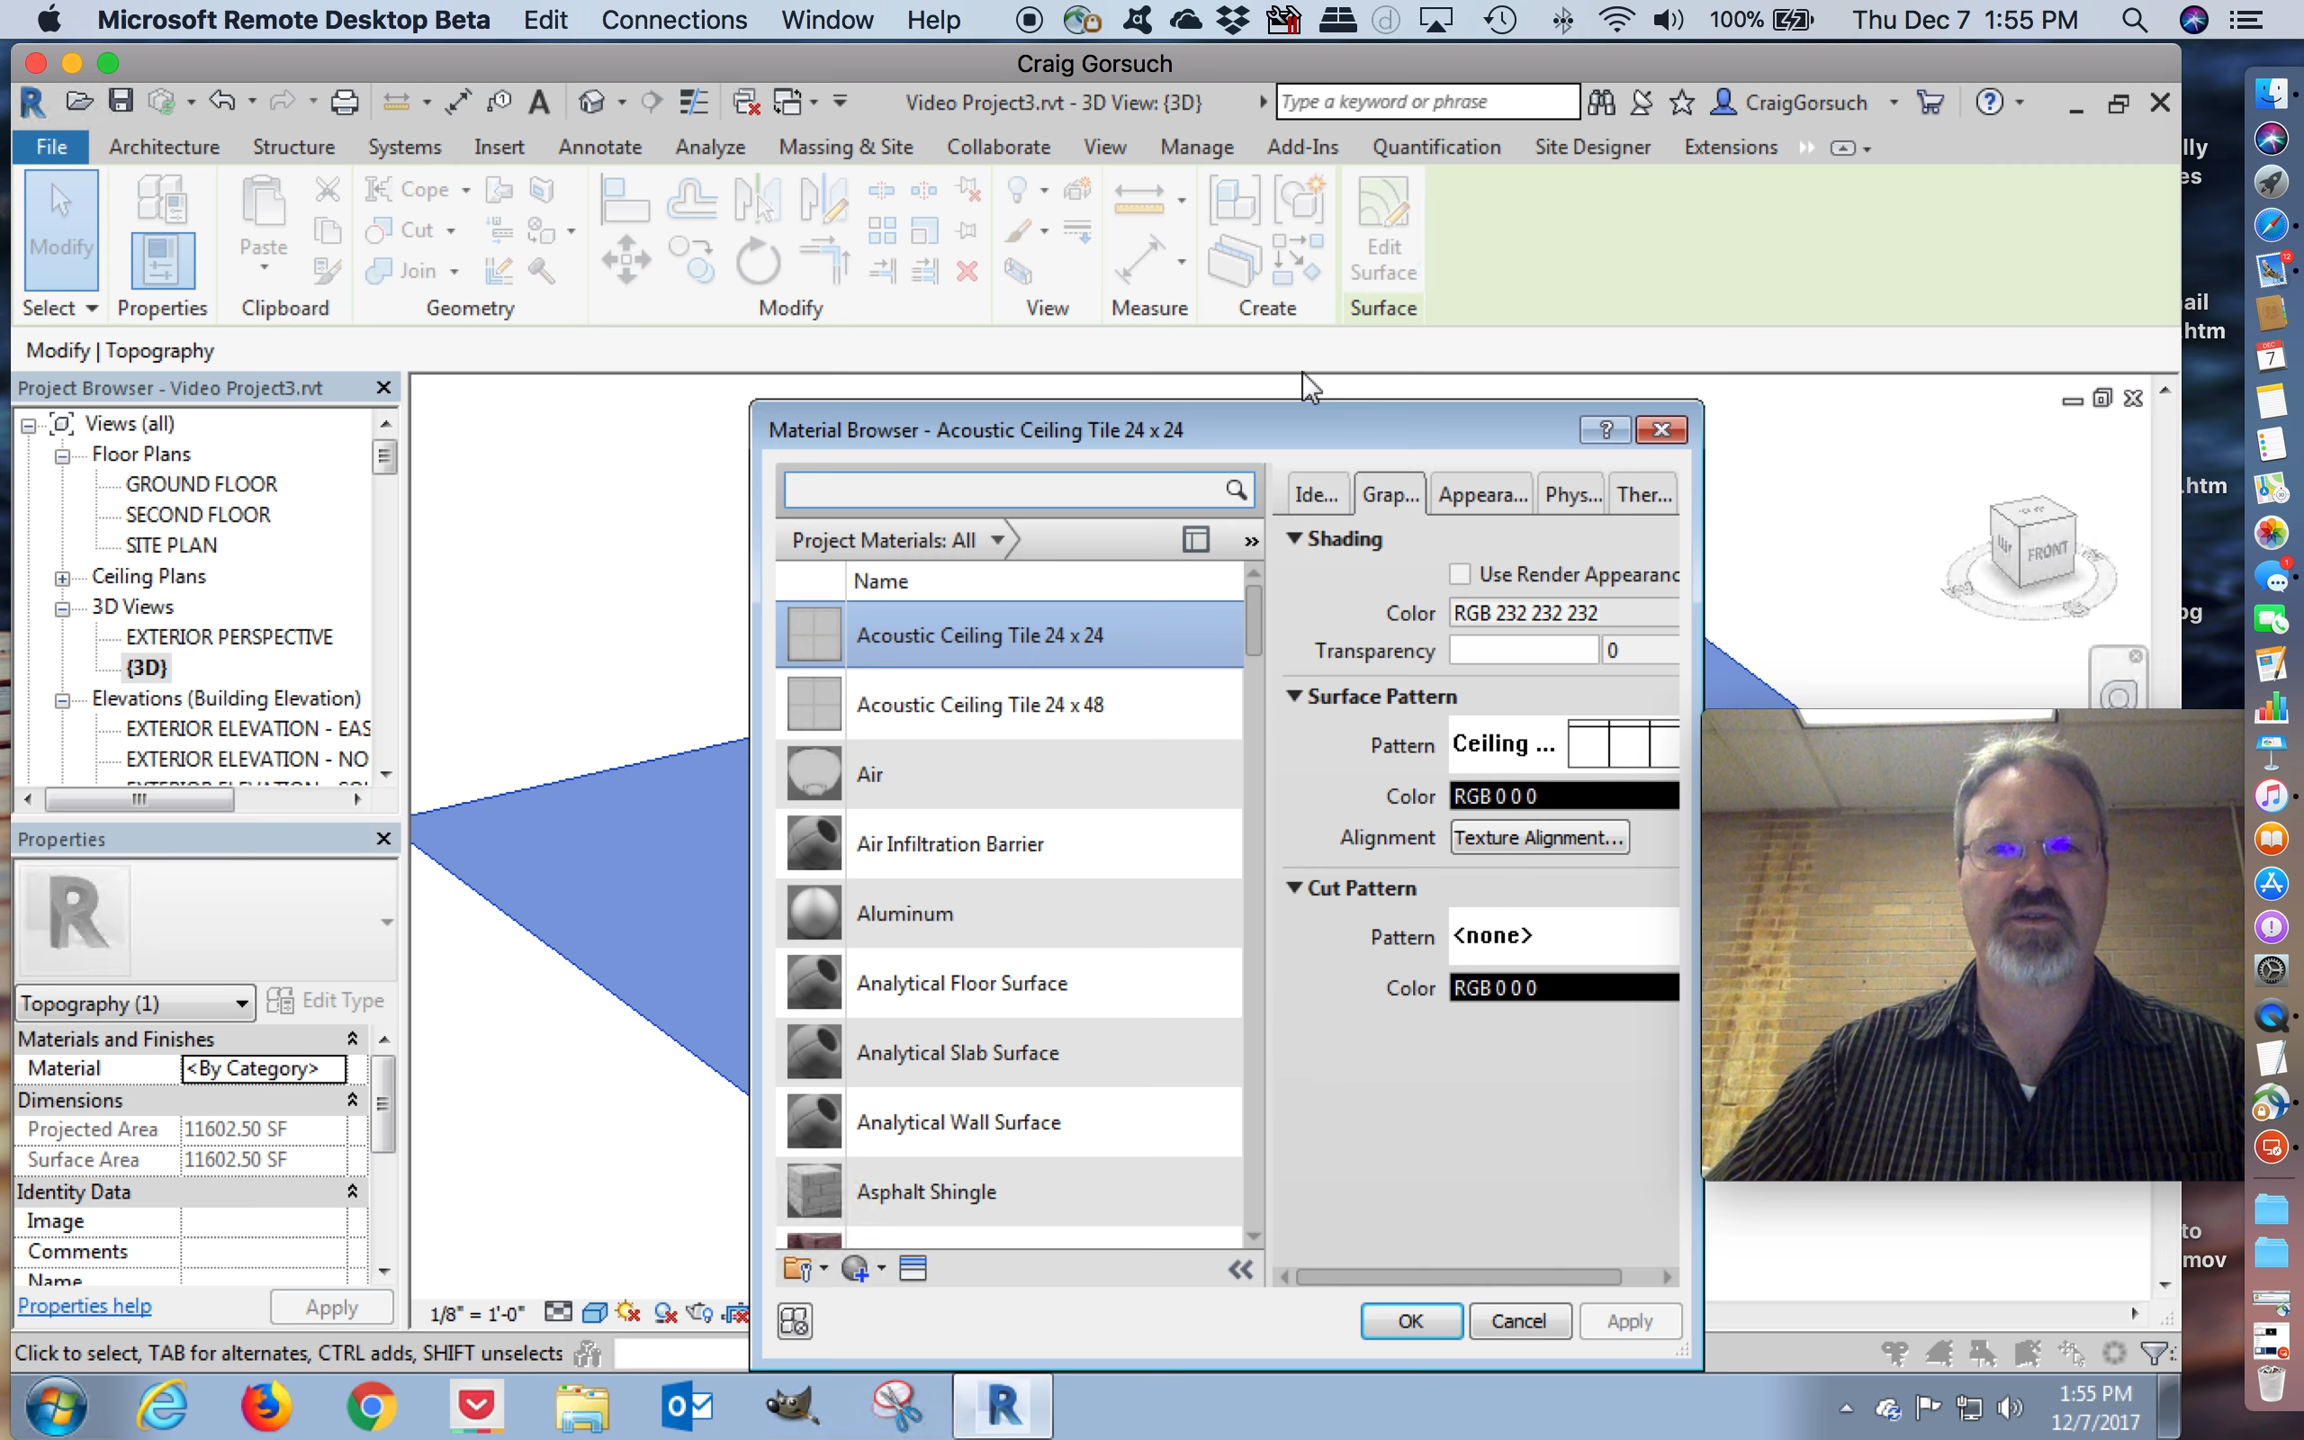 Microsoft Remote Desktop Beta Edit Connections Window Help 100% Thu Dec 7 1:55 PM
Craig Gorsuch
Video Project3.rvt - 3D View: {3D} Type a keyword or phrase CraigGorsuch
File Architecture Structure Systems Insert Annotate Analyze Massing & Site Collaborate View Manage Add-Ins Quantification Site Designer Extensions
Modify Paste Cope Cut Join Edit Surface
Select Properties Clipboard Geometry Modify View Measure Create Surface
Modify | Topography
Project Browser - Video Project3.rvt
Views (all)
Floor Plans
GROUND FLOOR
SECOND FLOOR
SITE PLAN
Ceiling Plans
3D Views
EXTERIOR PERSPECTIVE
{3D}
Elevations (Building Elevation)
EXTERIOR ELEVATION - EAS
EXTERIOR ELEVATION - NO
Properties
R
Topography (1) Edit Type
Materials and Finishes
Material <By Category>
Dimensions
Projected Area 11602.50 SF
Surface Area 11602.50 SF
Identity Data
Image
Comments
Name
Properties help Apply
1/8" = 1'-0"
Click to select, TAB for alternates, CTRL adds, SHIFT unselects
Material Browser - Acoustic Ceiling Tile 24 x 24
Project Materials: All
Name
Acoustic Ceiling Tile 24 x 24
Acoustic Ceiling Tile 24 x 48
Air
Air Infiltration Barrier
Aluminum
Analytical Floor Surface
Analytical Slab Surface
Analytical Wall Surface
Asphalt Shingle
Ide... Grap... Appeara... Phys... Ther...
Shading
Use Render Appearanc
Color RGB 232 232 232
Transparency 0
Surface Pattern
Pattern Ceiling ...
Color RGB 0 0 0
Alignment Texture Alignment...
Cut Pattern
Pattern <none>
Color RGB 0 0 0
OK Cancel Apply
FRONT
lly
es
ail
.htm
.htm
to
mov
DEC
7
12
1
1:55 PM
12/7/2017